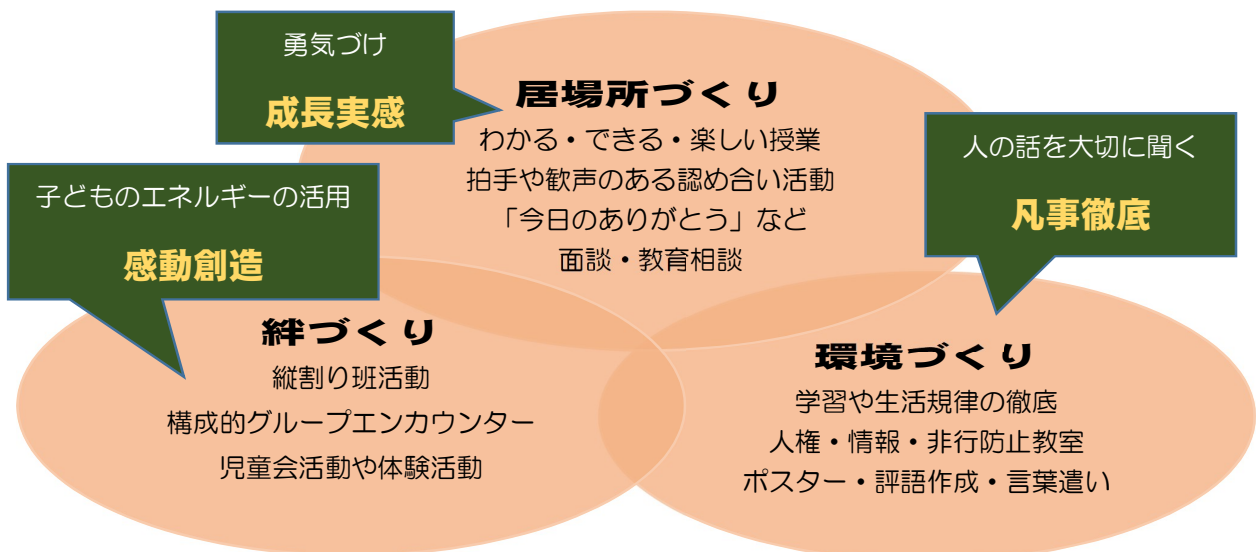 勇気づけ
成長実感
居場所づくり
わかる・できる・楽しい授業
拍手や歓声のある認め合い活動
「今日のありがとう」など
面談・教育相談
人の話を大切に聞く
凡事徹底
子どものエネルギーの活用
感動創造
絆づくり
縦割り班活動
構成的グループエンカウンター
児童会活動や体験活動
環境づくり
学習や生活規律の徹底
人権・情報・非行防止教室
ポスター・評語作成・言葉遣い